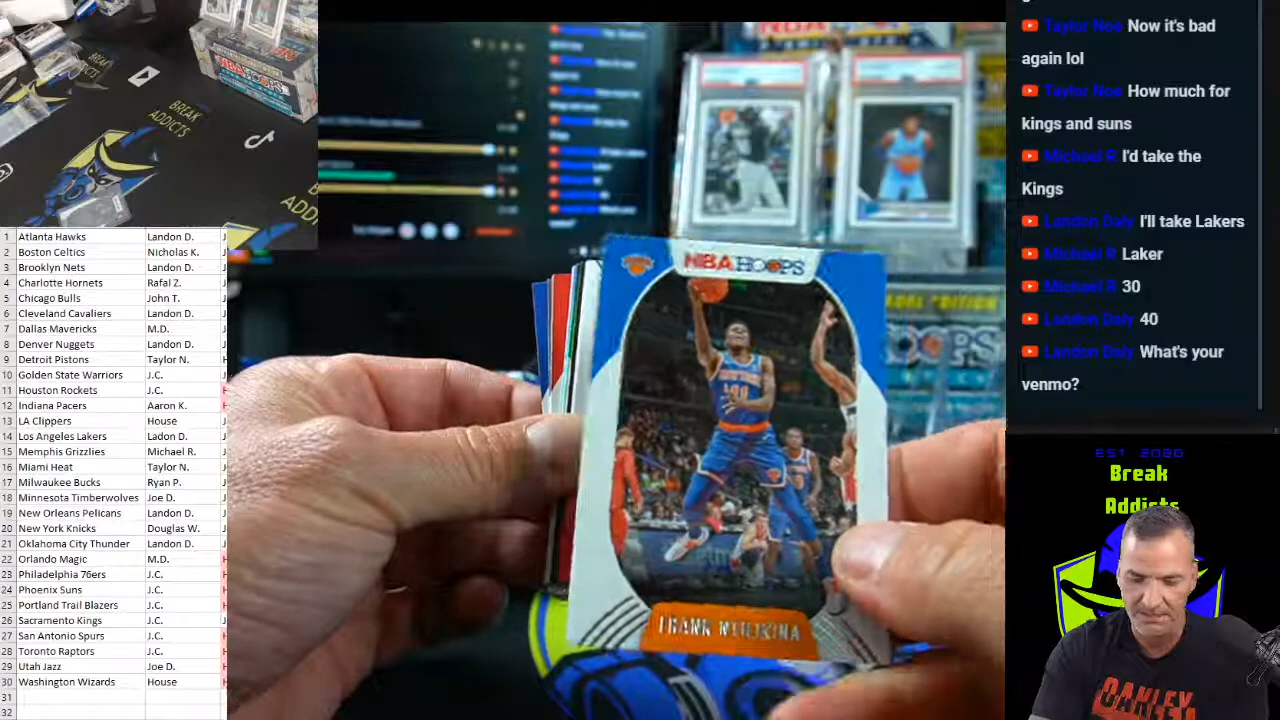 BREAK
ADDICTS
BREAK
ADDICTS
NBA HOOPS
1 Atlanta Hawks Landon D. J
2 Boston Celtics Nicholas K. J
3 Brooklyn Nets Landon D. J
4 Charlotte Hornets Rafal Z. J
5 Chicago Bulls John T. J
6 Cleveland Cavaliers Landon D. J
7 Dallas Mavericks M.D. J
8 Denver Nuggets Landon D. J
9 Detroit Pistons Taylor N. H
10 Golden State Warriors J.C. J
11 Houston Rockets J.C. H
12 Indiana Pacers Aaron K. H
13 LA Clippers House J
14 Los Angeles Lakers Ladon D. J
15 Memphis Grizzlies Michael R. J
16 Miami Heat Taylor N. H
17 Milwaukee Bucks Ryan P. J
18 Minnesota Timberwolves Joe D. J
19 New Orleans Pelicans Landon D. J
20 New York Knicks Douglas W. J
21 Oklahoma City Thunder Landon D. J
22 Orlando Magic M.D. H
23 Philadelphia 76ers J.C. H
24 Phoenix Suns J.C. H
25 Portland Trail Blazers J.C. H
26 Sacramento Kings J.C. J
27 San Antonio Spurs J.C. H
28 Toronto Raptors J.C. H
29 Utah Jazz Joe D. H
30 Washington Wizards House H
31
32
NBA HOOPS
NEW YORK
FRANK NTILIKINA
HOOPS
Taylor Noe Now it's bad
again lol
Taylor Noe How much for
kings and suns
Michael R I'd take the
Kings
Landon Daly I'll take Lakers
Michael R Laker
Michael R 30
Landon Daly 40
Landon Daly What's your
venmo?
EST 2020
Break
Addicts
OAKLEY